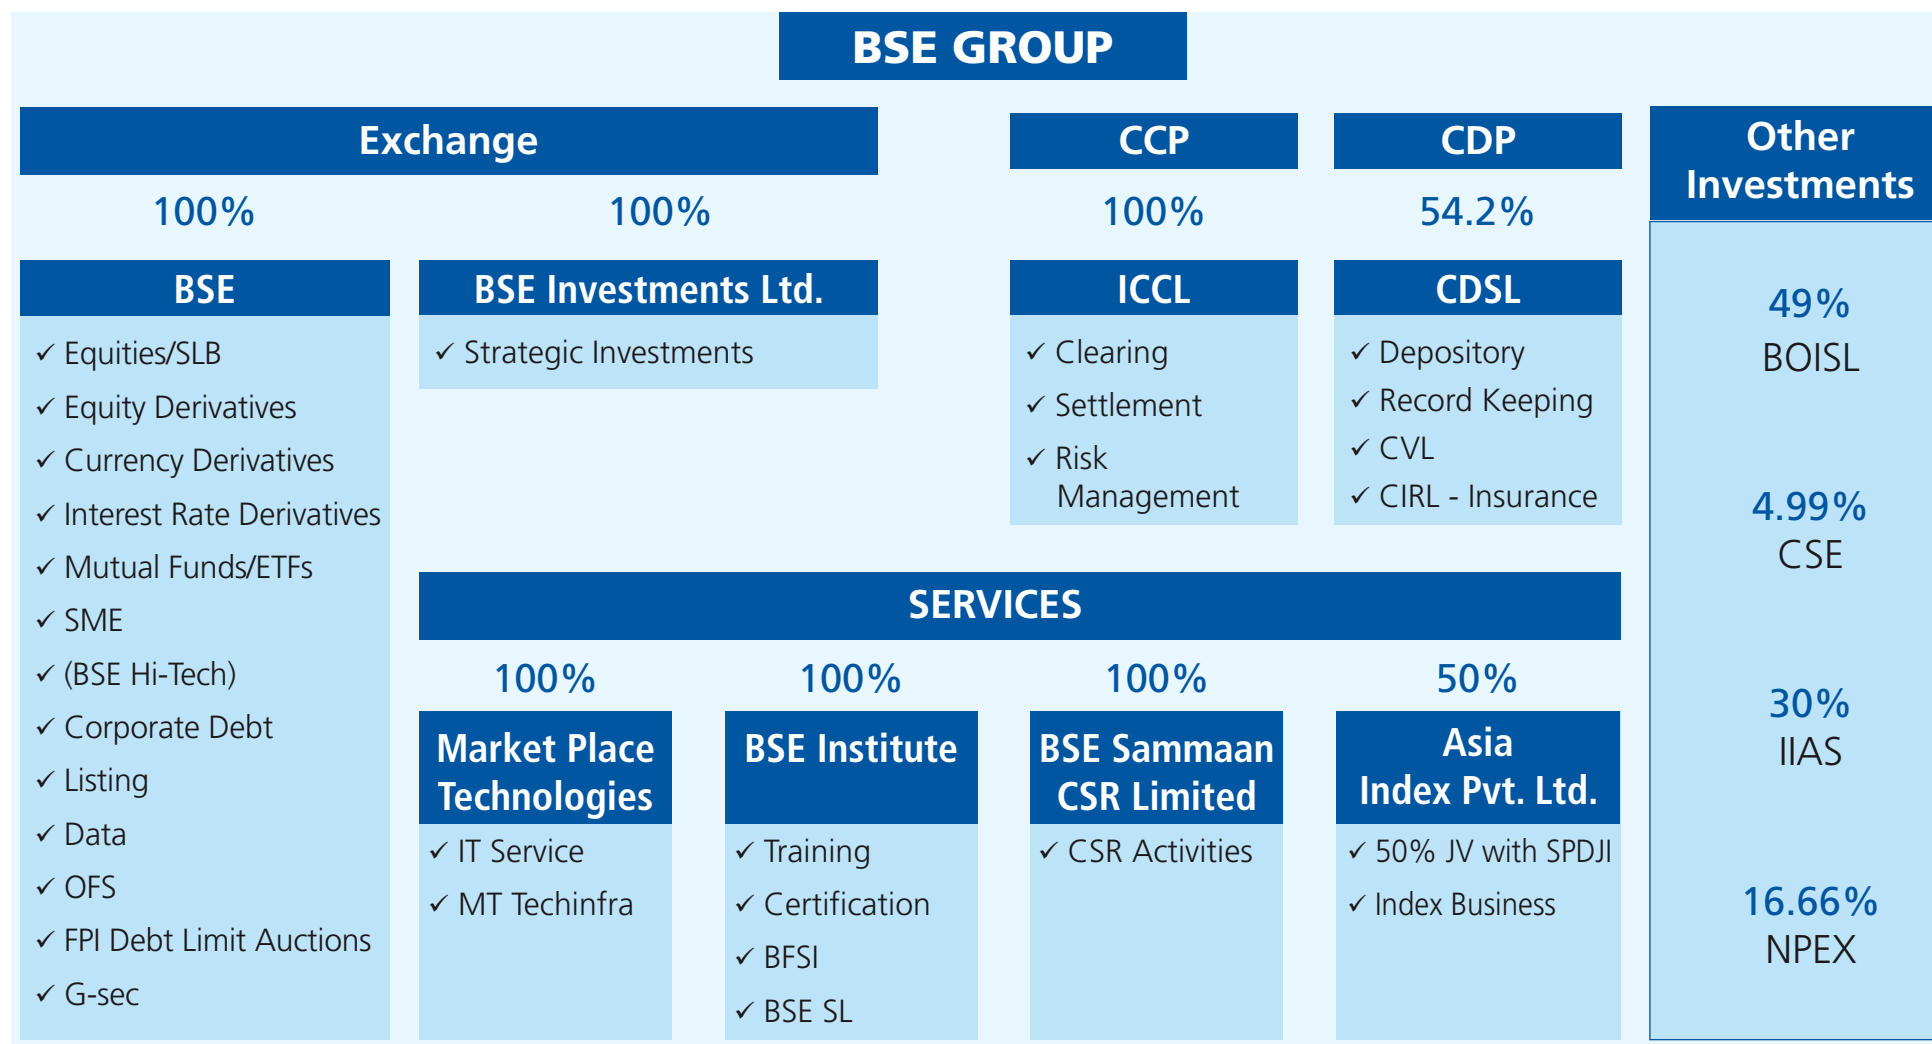 BSE GROUP
Exchange
100%
100%
BSE
✓ Equities/SLB
✓ Equity Derivatives
✓ Currency Derivatives
✓ Interest Rate Derivatives
✓ Mutual Funds/ETFs
✓ SME
✓ (BSE Hi-Tech)
✓ Corporate Debt
✓ Listing
✓ Data
✓ OFS
✓ FPI Debt Limit Auctions
✓ G-sec
BSE Investments Ltd.
✓ Strategic Investments
CCP
100%
ICCL
✓ Clearing
✓ Settlement
✓ Risk
Management
CDP
54.2%
CDSL
✓ Depository
✓ Record Keeping
✓ CVL
✓ CIRL - Insurance
SERVICES
100%
Market Place
Technologies
✓ IT Service
✓ MT Techinfra
100%
BSE Institute
✓ Training
✓ Certification
✓ BFSI
✓ BSE SL
100%
BSE Sammaan
CSR Limited
✓ CSR Activities
50%
Asia
Index Pvt. Ltd.
✓ 50% JV with SPDJI
✓ Index Business
Other
Investments
49%
BOISL
4.99%
CSE
30%
IIAS
16.66%
NPEX